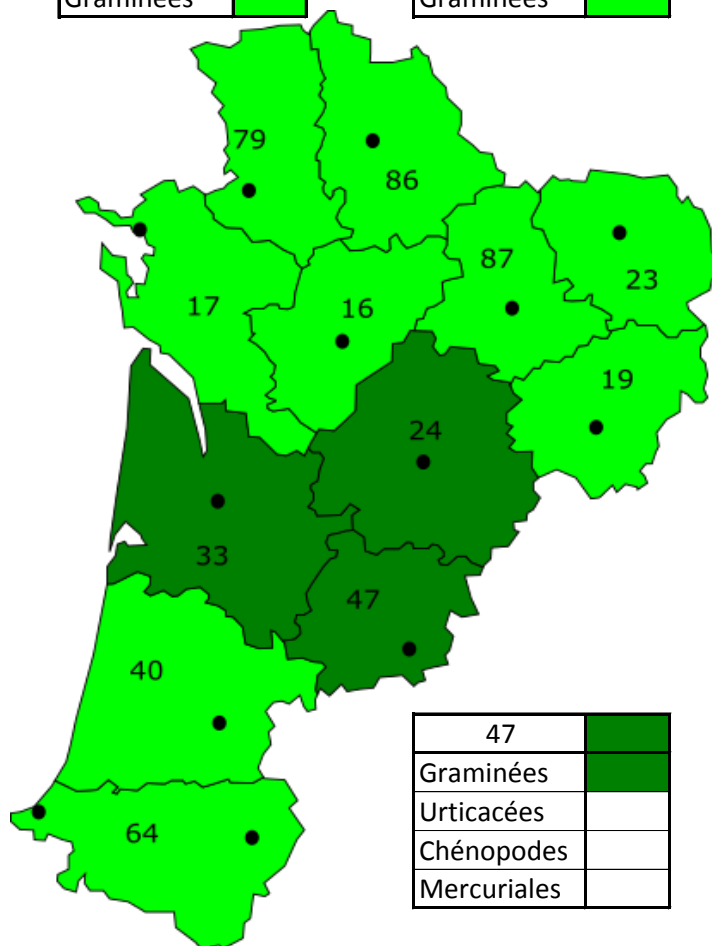 Graminées
Graminées
79
86
87
23
17
16
19
24
33
47
40
64
47
Graminées
Urticacées
Chénopodes
Mercuriales